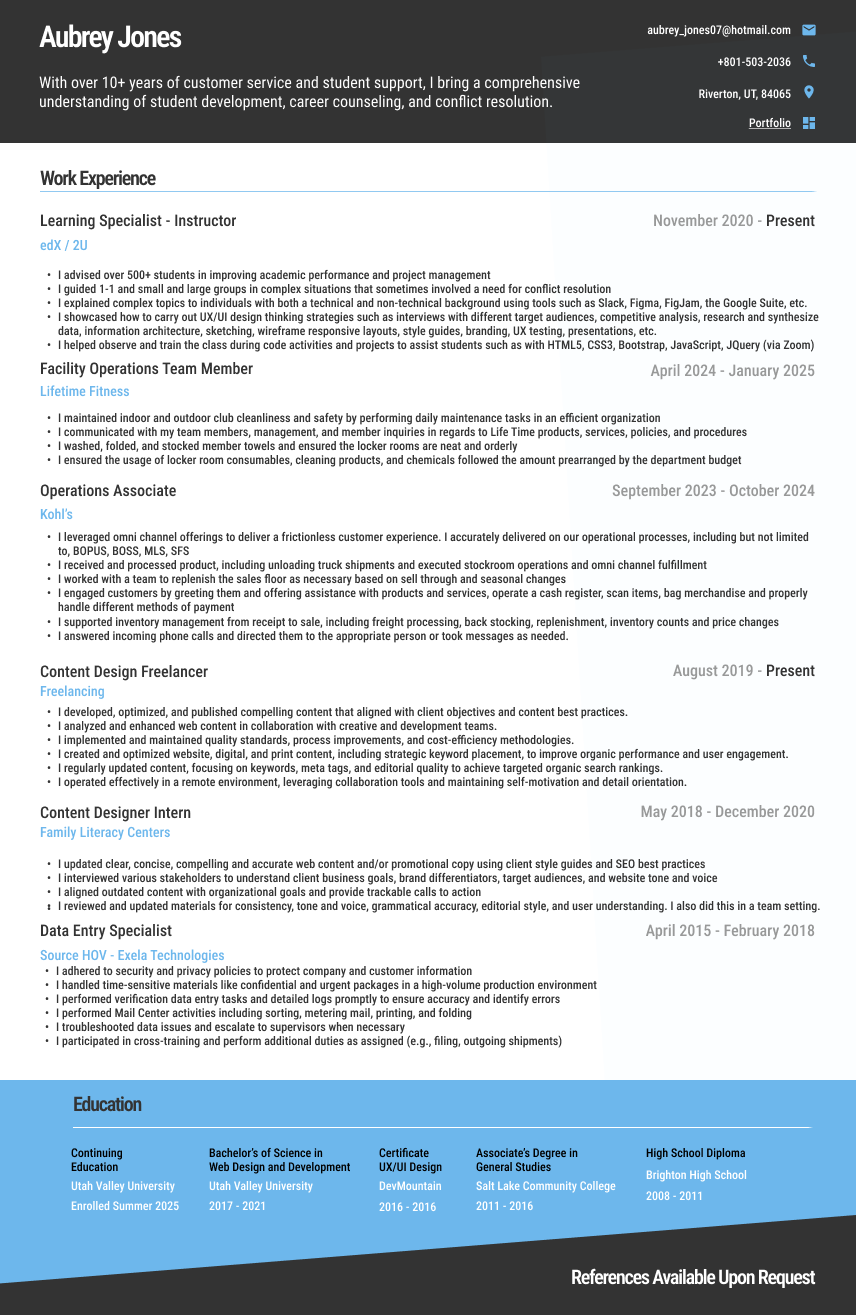 Aubrey Jones
With over 10+ years of customer service and student support, I bring a comprehensive
understanding of student development, career counseling, and conflict resolution.
aubrey_jones07@hotmail.com
+801-503-2036
Riverton, UT, 84065
Portfolio
Work Experience
Learning Specialist - Instructor
November 2020 - Present
edX / 2U
• I advised over 500+ students in improving academic performance and project management
• I guided 1-1 and small and large groups in complex situations that sometimes involved a need for conflict resolution
• I explained complex topics to individuals with both a technical and non-technical background using tools such as Slack, Figma, FigJam, the Google Suite, etc.
• I showcased how to carry out UX/UI design thinking strategies such as interviews with different target audiences, competitive analysis, research and synthesize
data, information architecture, sketching, wireframe responsive layouts, style guides, branding, UX testing, presentations, etc.
• I helped observe and train the class during code activities and projects to assist students such as with HTML5, CSS3, Bootstrap, JavaScript, JQuery (via Zoom)
Facility Operations Team Member
April 2024 - January 2025
Lifetime Fitness
• I maintained indoor and outdoor club cleanliness and safety by performing daily maintenance tasks in an efficient organization
• I communicated with my team members, management, and member inquiries in regards to Life Time products, services, policies, and procedures
• I washed, folded, and stocked member towels and ensured the locker rooms are neat and orderly
• I ensured the usage of locker room consumables, cleaning products, and chemicals followed the amount prearranged by the department budget
Operations Associate
September 2023 - October 2024
Kohl's
• I leveraged omni channel offerings to deliver a frictionless customer experience. I accurately delivered on our operational processes, including but not limited
to, BOPUS, BOSS, MLS, SFS
• I received and processed product, including unloading truck shipments and executed stockroom operations and omni channel fulfillment
• I worked with a team to replenish the sales floor as necessary based on sell through and seasonal changes
• I engaged customers by greeting them and offering assistance with products and services, operate a cash register, scan items, bag merchandise and properly
handle different methods of payment
• I supported inventory management from receipt to sale, including freight processing, back stocking, replenishment, inventory counts and price changes
• I answered incoming phone calls and directed them to the appropriate person or took messages as needed.
Content Design Freelancer
August 2019 - Present
Freelancing
• I developed, optimized, and published compelling content that aligned with client objectives and content best practices.
• I analyzed and enhanced web content in collaboration with creative and development teams.
• I implemented and maintained quality standards, process improvements, and cost-efficiency methodologies.
• I created and optimized website, digital, and print content, including strategic keyword placement, to improve organic performance and user engagement.
• I regularly updated content, focusing on keywords, meta tags, and editorial quality to achieve targeted organic search rankings.
• I operated effectively in a remote environment, leveraging collaboration tools and maintaining self-motivation and detail orientation.
Content Designer Intern
May 2018 - December 2020
Family Literacy Centers
• I updated clear, concise, compelling and accurate web content and/or promotional copy using client style guides and SEO best practices
• I interviewed various stakeholders to understand client business goals, brand differentiators, target audiences, and website tone and voice
• I aligned outdated content with organizational goals and provide trackable calls to action
• I reviewed and updated materials for consistency, tone and voice, grammatical accuracy, editorial style, and user understanding. I also did this in a team setting.
Data Entry Specialist
April 2015 - February 2018
Source HOV - Exela Technologies
• I adhered to security and privacy policies to protect company and customer information
• I handled time-sensitive materials like confidential and urgent packages in a high-volume production environment
• I performed verification data entry tasks and detailed logs promptly to ensure accuracy and identify errors
• I performed Mail Center activities including sorting, metering mail, printing, and folding
• I troubleshooted data issues and escalate to supervisors when necessary
• I participated in cross-training and perform additional duties as assigned (e.g., filing, outgoing shipments)
Education
Continuing
Education
Utah Valley University
Enrolled Summer 2025
Bachelor's of Science in
Web Design and Development
Utah Valley University
2017 - 2021
Certificate
UX/UI Design
DevMountain
2016 - 2016
Associate's Degree in
General Studies
Salt Lake Community College
2011 - 2016
High School Diploma
Brighton High School
2008 - 2011
References Available Upon Request